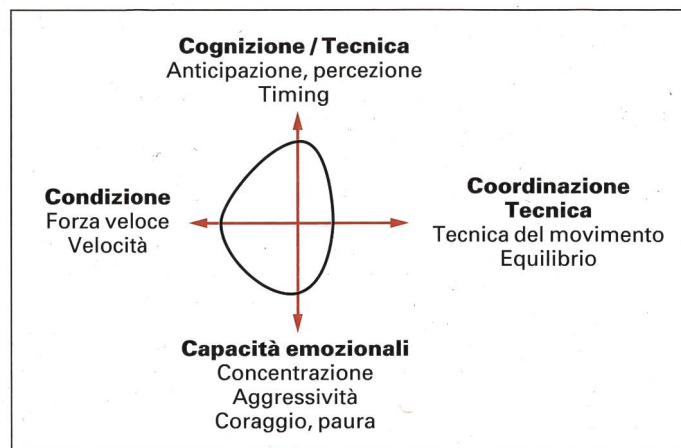 Cognizione / Tecnica
Anticipazione, percezione
Timing
Condizione
Forza veloce
Velocità
Coordinazione
Tecnica
Tecnica del movimento
Equilibrio
Capacità emozionali
Concentrazione
Aggressività
Coraggio, paura